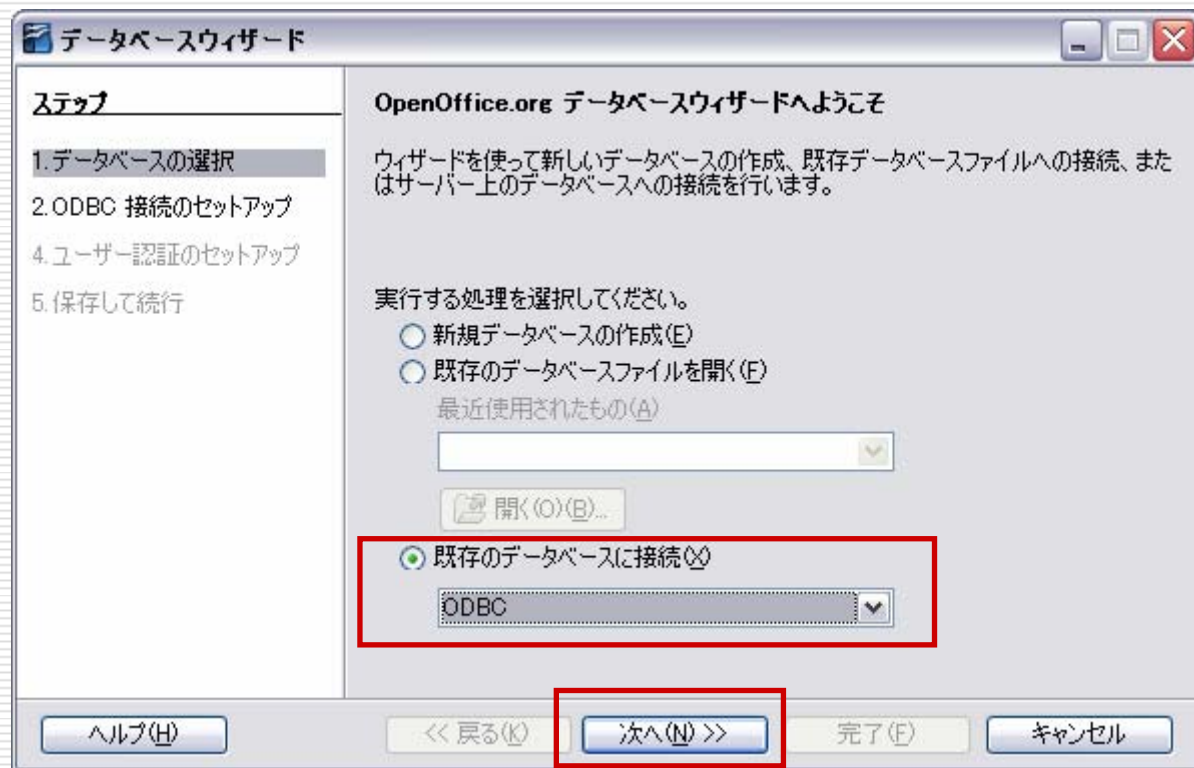 データベースウィザード
ステップ
1.データベースの選択
2.ODBC 接続のセットアップ
4.ユーザー認証のセットアップ
5.保存して続行
OpenOffice.org データベースウィザードへようこそ
ウィザードを使って新しいデータベースの作成、既存データベースファイルへの接続、また
はサーバー上のデータベースへの接続を行います。
実行する処理を選択してください。
新規データベースの作成(E)
既存のデータベースファイルを開く(F)
最近使用されたもの(A)
開く(O)(B)...
既存のデータベースに接続(X)
ODBC
ヘルプ(H)
<< 戻る(K)
次へ(N) >>
完了(F)
キャンセル